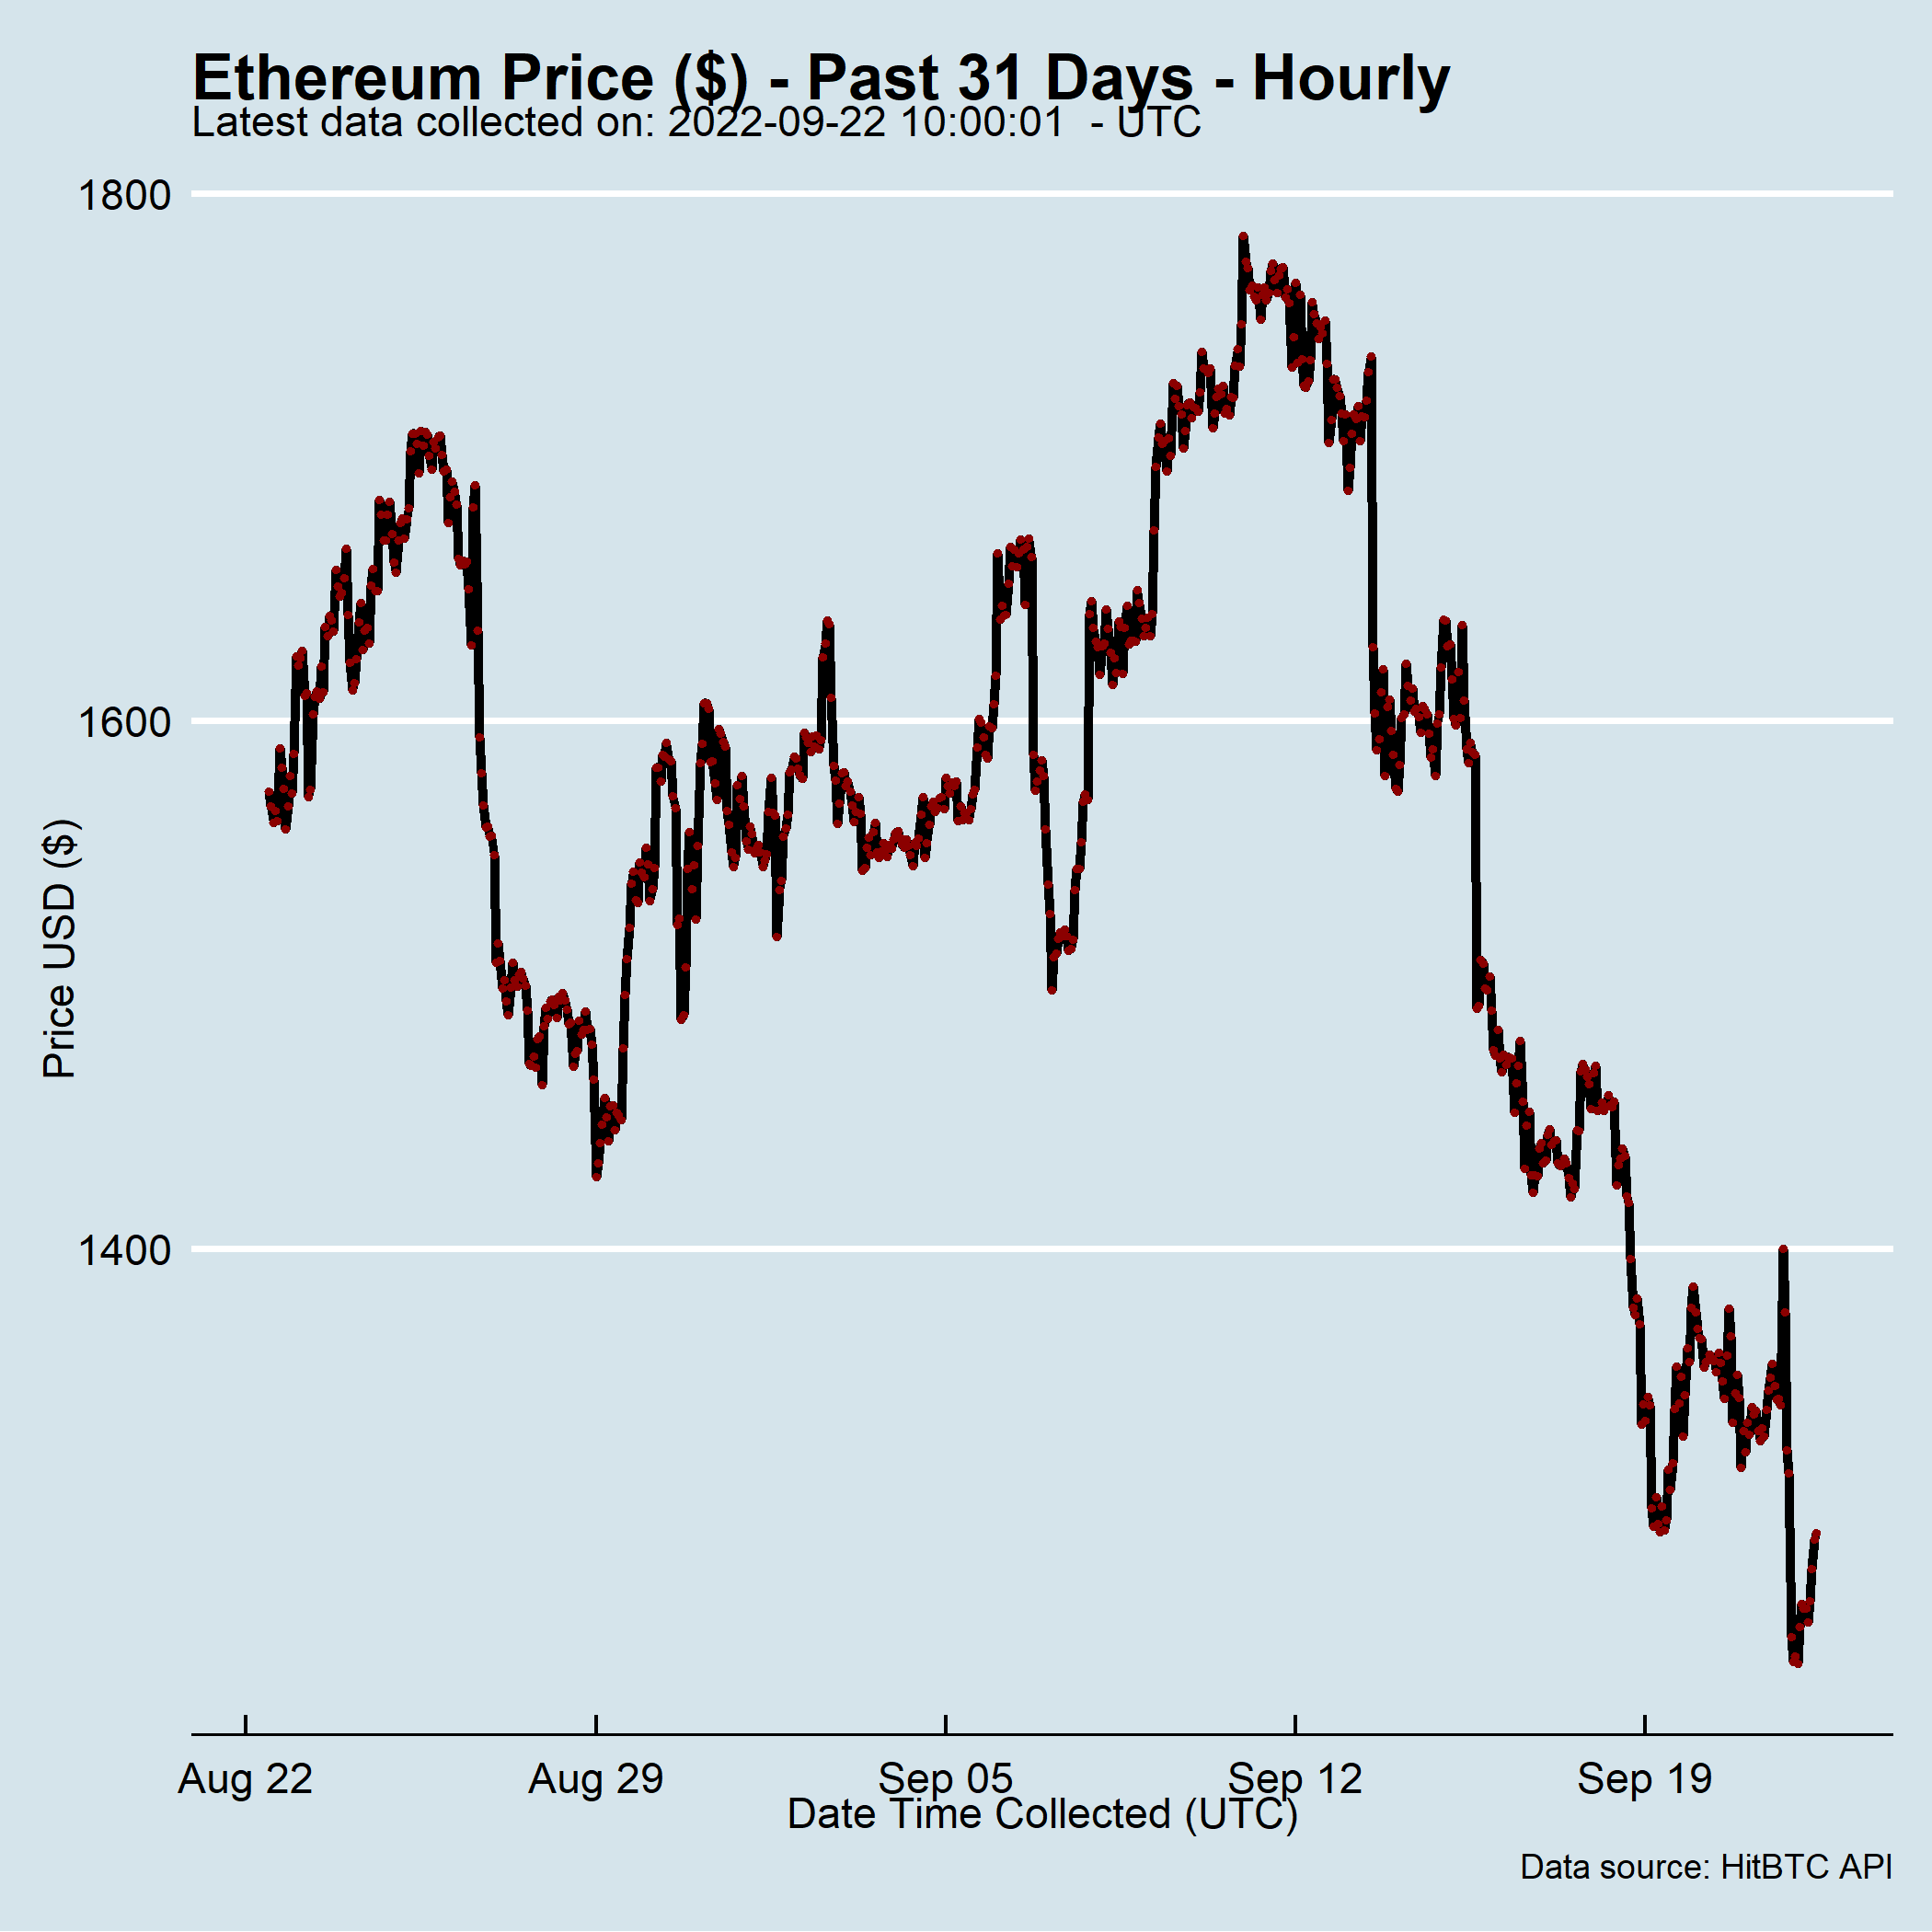 Ethereum Price ($) - Past 31 Days - Hourly
Latest data collected on: 2022-09-22 10:00:01  - UTC
1800
1600
1400
Price USD ($)
Aug 22
Aug 29
Sep 05
Sep 12
Sep 19
Date Time Collected (UTC)
Data source: HitBTC API